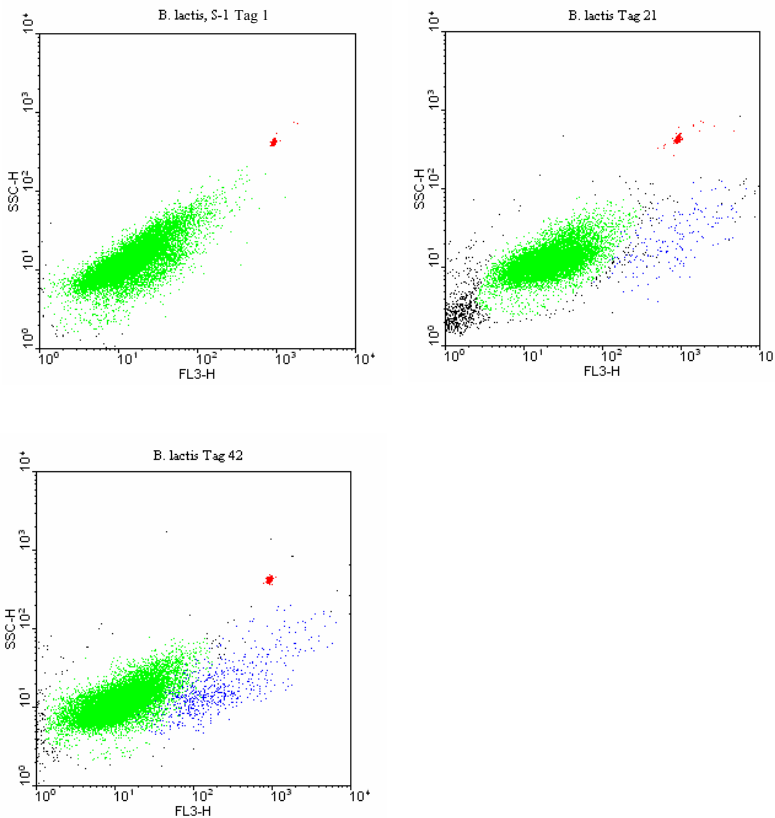 B. lactis, S-1 Tag 1
10⁴
10³
SSC-H
10²
10¹
10⁰
10⁰ 10¹ 10² 10³ 10⁴
FL3-H
B. lactis Tag 21
10⁴
10³
SSC-H
10²
10¹
10⁰
10⁰ 10¹ 10² 10³ 10
FL3-H
B. lactis Tag 42
10⁴
10³
SSC-H
10²
10¹
10⁰
10⁰ 10¹ 10² 10³ 10⁴
FL3-H